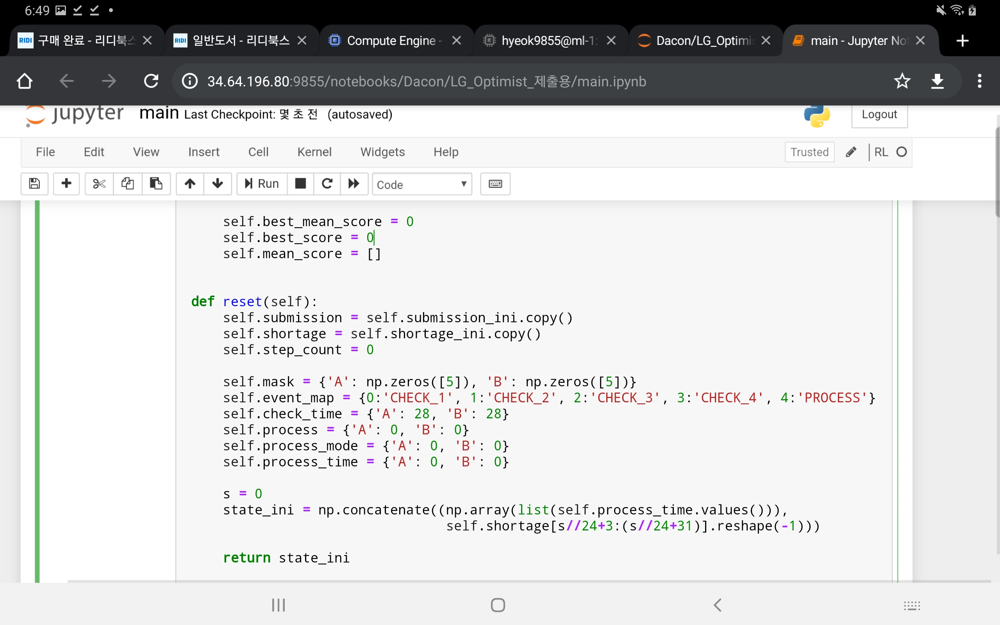 6:49
RIDI 구매 완료 - 리디북스
RIDI 일반도서 - 리디북스
Compute Engine -
hyeok9855@ml-1:
Dacon/LG_Optimi
main - Jupyter Not
34.64.196.80:9855/notebooks/Dacon/LG_Optimist_제출용/main.ipynb
jupyter main Last Checkpoint: 몇 초 전 (autosaved)
Logout
File Edit View Insert Cell Kernel Widgets Help
Trusted RL
Run Code
self.best_mean_score = 0
self.best_score = 0
self.mean_score = []
def reset(self):
self.submission = self.submission_ini.copy()
self.shortage = self.shortage_ini.copy()
self.step_count = 0
self.mask = {'A': np.zeros([5]), 'B': np.zeros([5])}
self.event_map = {0:'CHECK_1', 1:'CHECK_2', 2:'CHECK_3', 3:'CHECK_4', 4:'PROCESS'}
self.check_time = {'A': 28, 'B': 28}
self.process = {'A': 0, 'B': 0}
self.process_mode = {'A': 0, 'B': 0}
self.process_time = {'A': 0, 'B': 0}
s = 0
state_ini = np.concatenate((np.array(list(self.process_time.values())),
self.shortage[s//24+3:(s//24+31)].reshape(-1)))
return state_ini